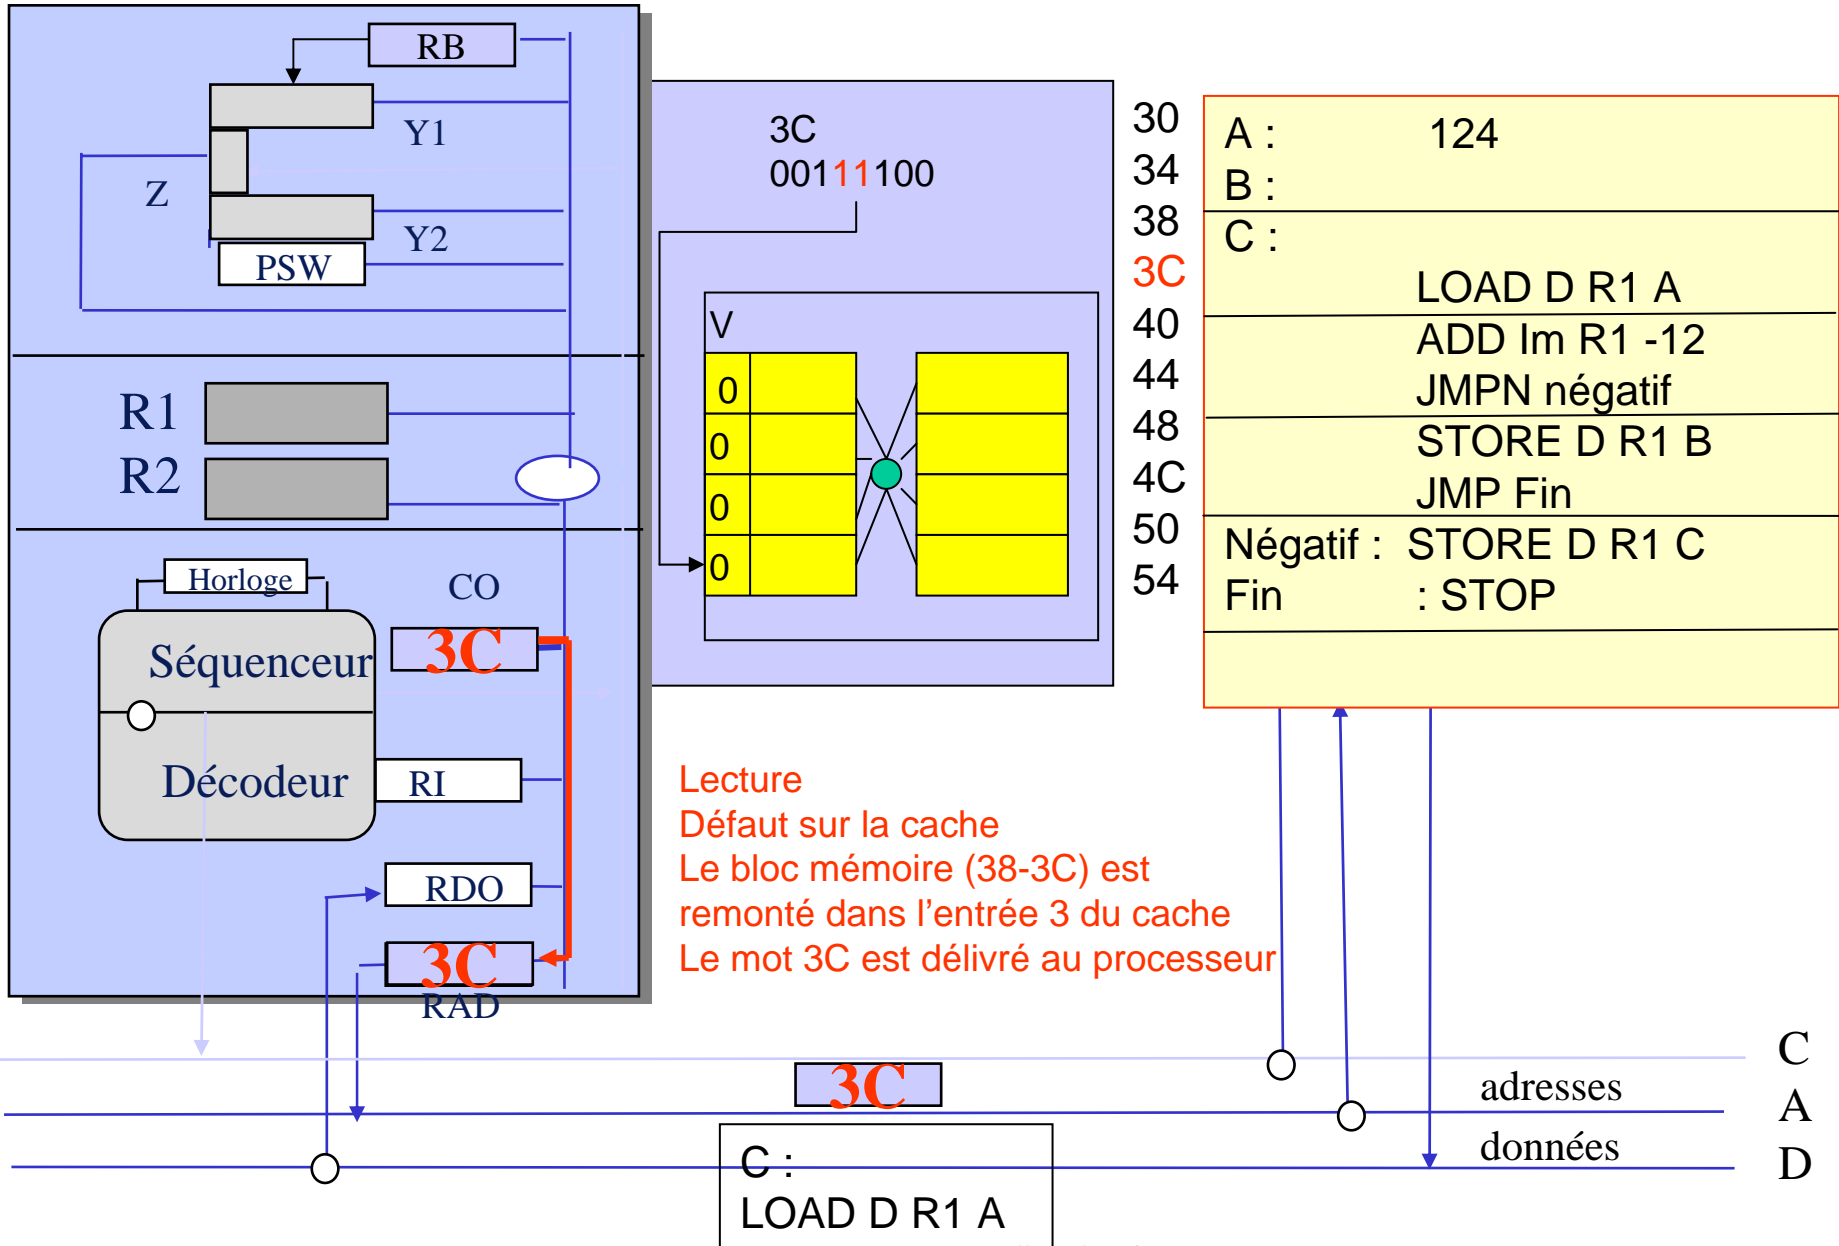 RB
Y1
Z
Y2
PSW
R1
R2
Horloge
CO
Séquenceur
3C
Décodeur
RI
RDO
3C
RAD
3C
00111100
V
0
0
0
0
30
34
38
3C
40
44
48
4C
50
54
A : 124
B :
C :
LOAD D R1 A
ADD Im R1 -12
JMPN négatif
STORE D R1 B
JMP Fin
Négatif : STORE D R1 C
Fin : STOP
Lecture
Défaut sur la cache
Le bloc mémoire (38-3C) est
remonté dans l’entrée 3 du cache
Le mot 3C est délivré au processeur
C
3C
adresses
A
données
D
C :
LOAD D R1 A